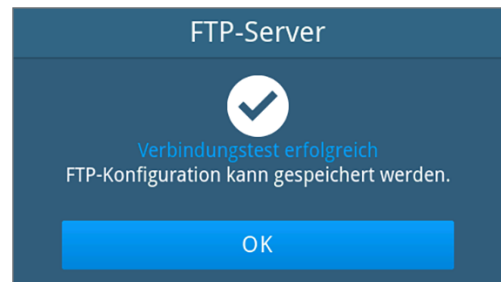 FTP-Server
Verbindungstest erfolgreich
FTP-Konfiguration kann gespeichert werden.
OK